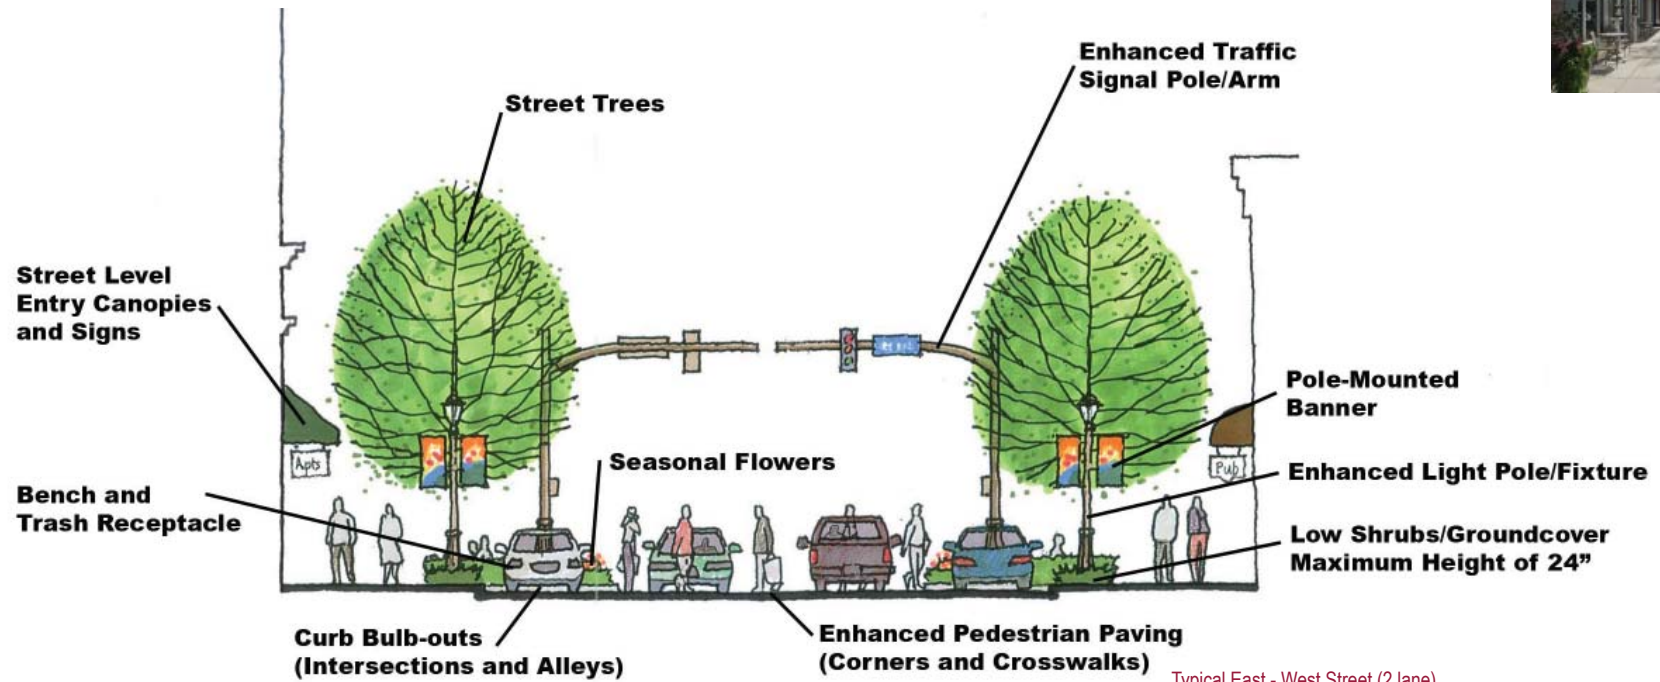 Enhanced Traffic
Signal Pole/Arm
Street Trees
Street Level
Entry Canopies
and Signs
Pole-Mounted
Banner
Apts
Pub
Seasonal Flowers
Enhanced Light Pole/Fixture
Bench and
Trash Receptacle
Low Shrubs/Groundcover
Maximum Height of 24”
Curb Bulb-outs
(Intersections and Alleys)
Enhanced Pedestrian Paving
(Corners and Crosswalks)
Typical East - West Street (2 lane)